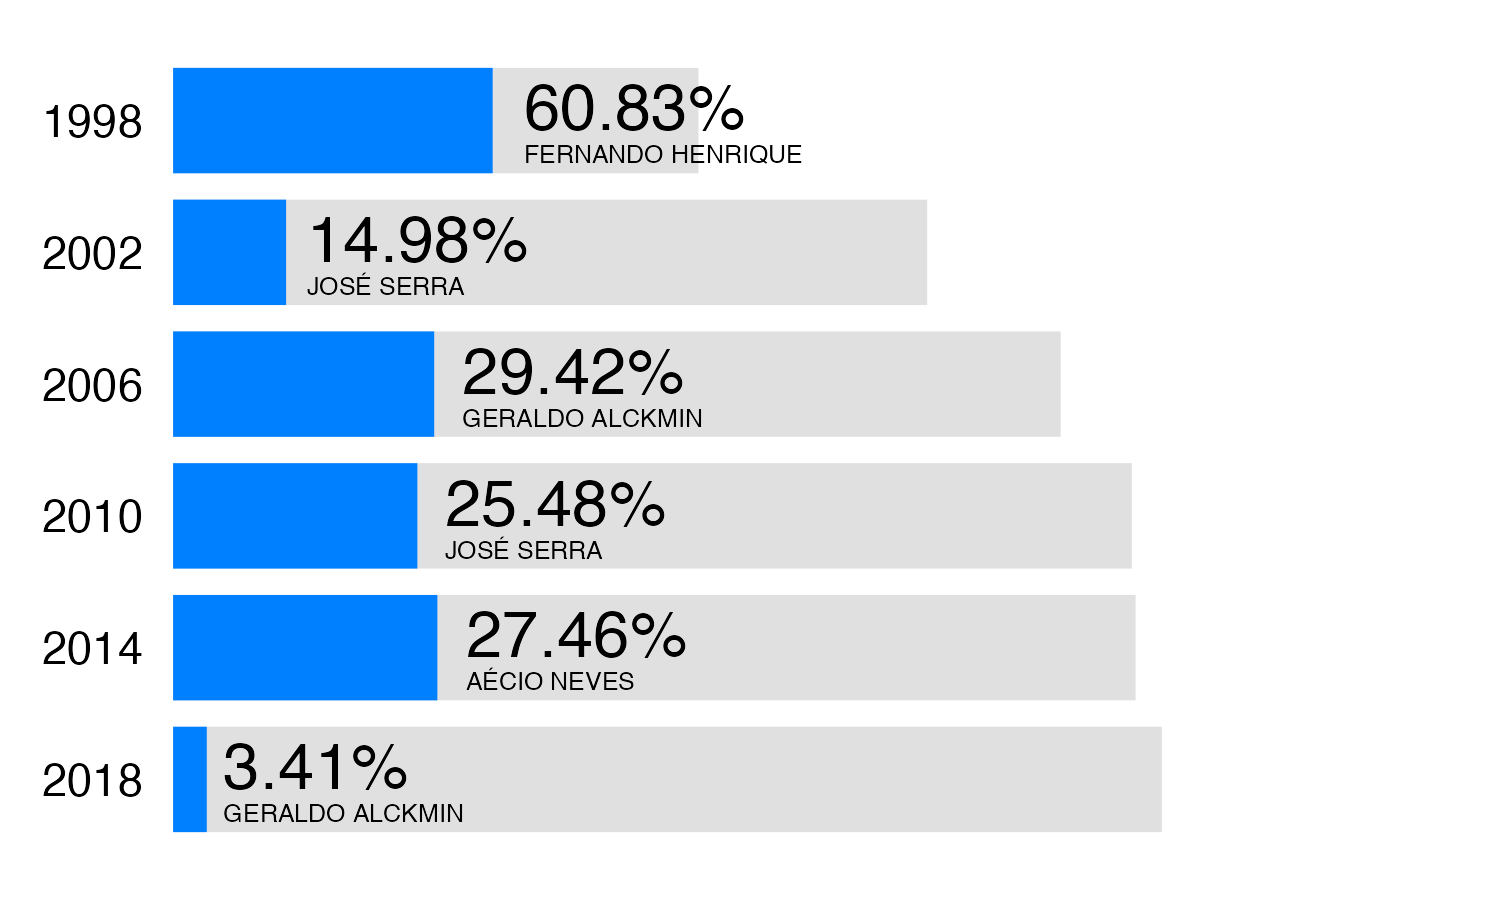 1998
60.83%
FERNANDO HENRIQUE
2002
14.98%
JOSÉ SERRA
2006
29.42%
GERALDO ALCKMIN
2010
25.48%
JOSÉ SERRA
2014
27.46%
AÉCIO NEVES
2018
3.41%
GERALDO ALCKMIN